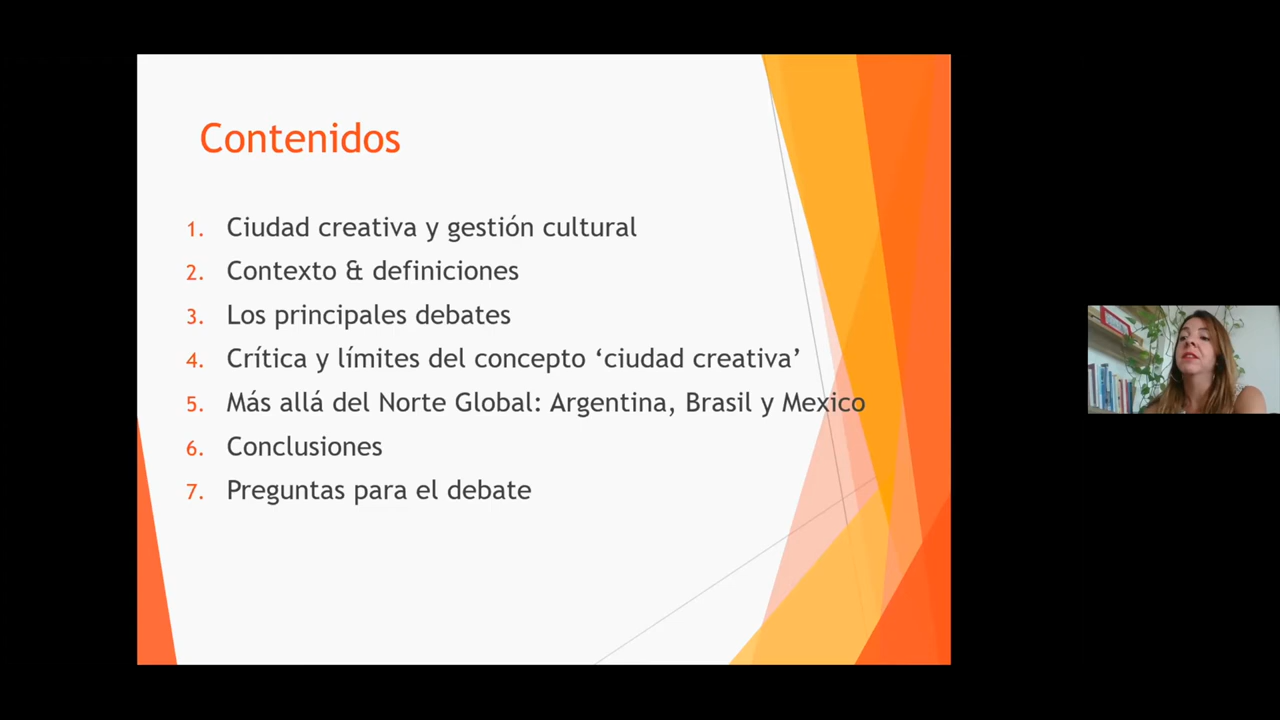 Contenidos
1. Ciudad creativa y gestión cultural
2. Contexto & definiciones
3. Los principales debates
4. Crítica y límites del concepto ‘ciudad creativa’
5. Más allá del Norte Global: Argentina, Brasil y Mexico
6. Conclusiones
7. Preguntas para el debate